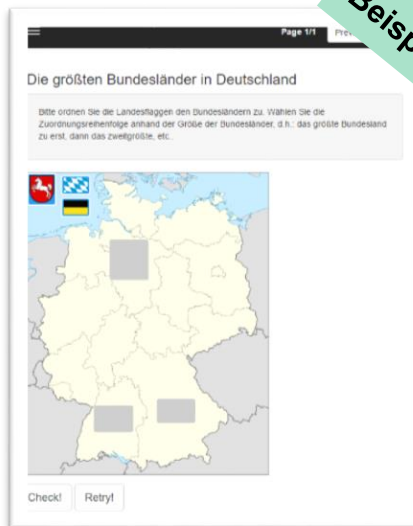 Beisp
Page 1/1
Die größten Bundesländer in Deutschland
Bitte ordnen Sie die Landesflaggen den Bundesländern zu. Wählen Sie die
Zuordnungsreihenfolge anhand der Größe der Bundesländer, d.h.: das größte Bundesland
zu erst, dann das zweitgrößte, etc..
Check!
Retry!